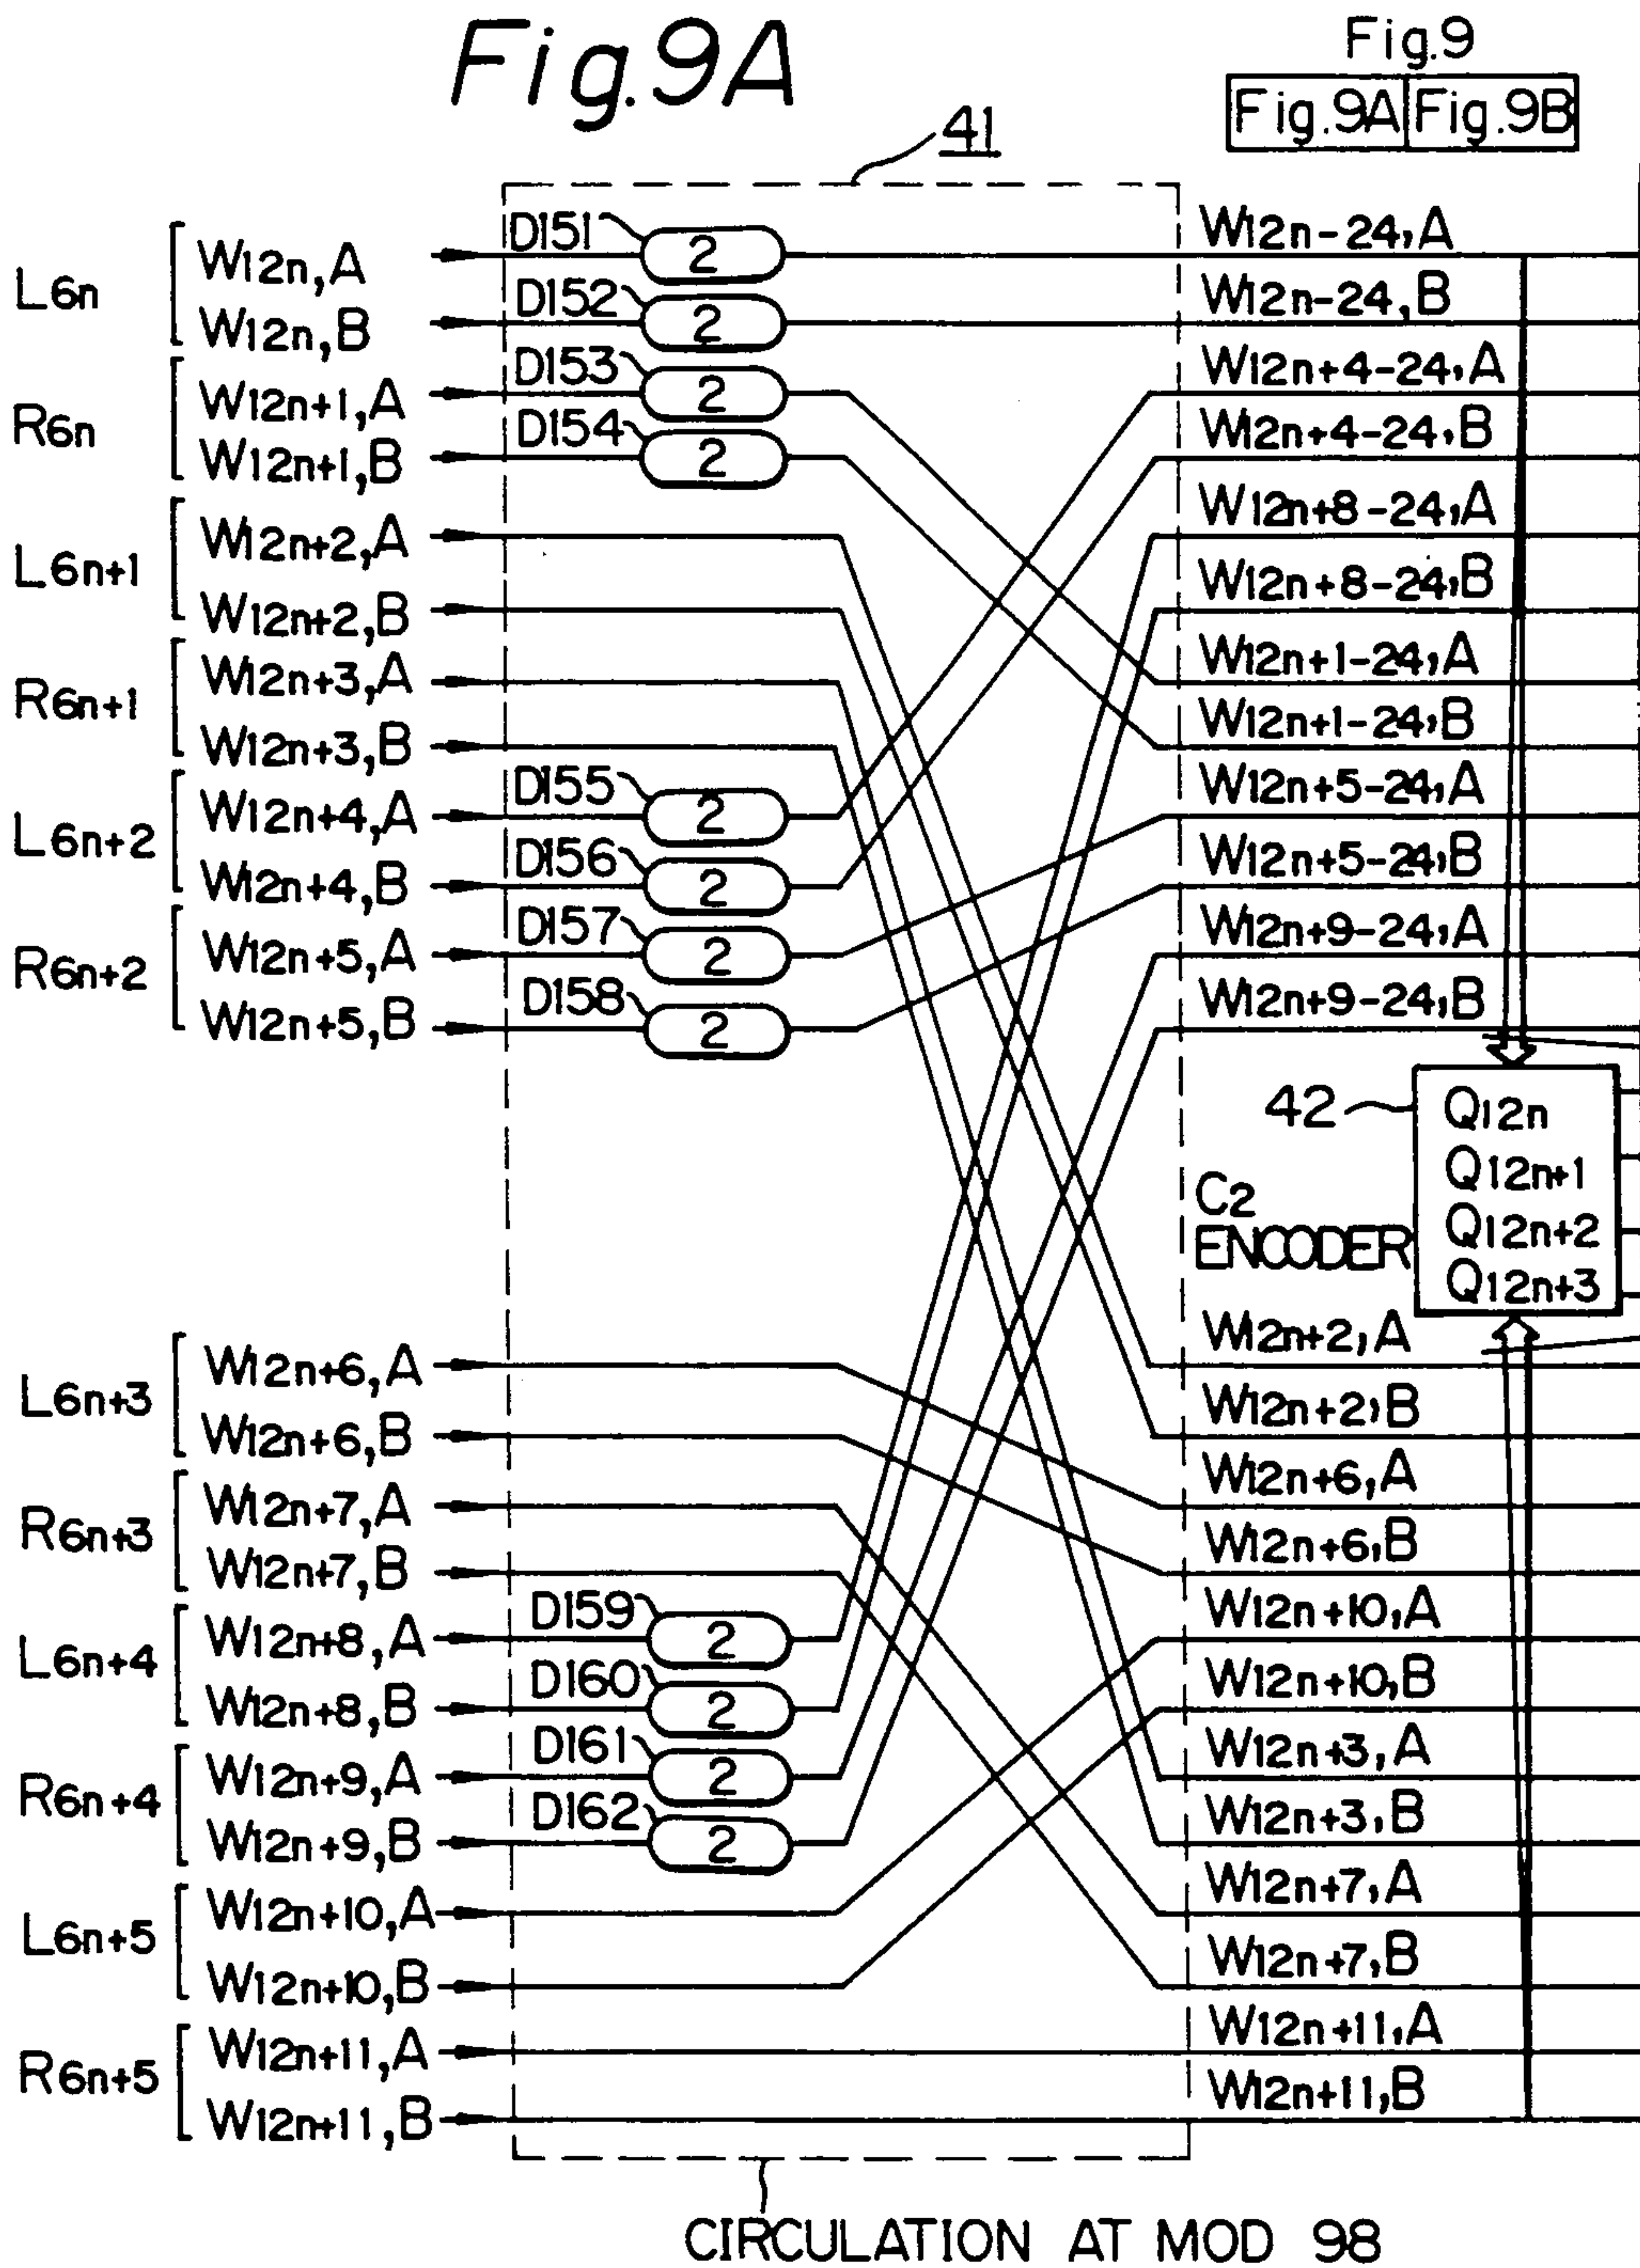 Fig.9A
Fig.9
Fig.9A Fig.9B
41
L6n
W12n,A D151 2 W12n-24,A
W12n,B D152 2 W12n-24,B
R6n
W12n+1,A D153 2 W12n+4-24,A
W12n+1,B D154 2 W12n+4-24,B
L6n+1
W12n+2,A W12n+8-24,A
W12n+2,B W12n+8-24,B
R6n+1
W12n+3,A W12n+1-24,A
W12n+3,B W12n+1-24,B
L6n+2
W12n+4,A D155 2 W12n+5-24,A
W12n+4,B D156 2 W12n+5-24,B
R6n+2
W12n+5,A D157 2 W12n+9-24,A
W12n+5,B D158 2 W12n+9-24,B
42
C2
ENCODER
Q12n
Q12n+1
Q12n+2
Q12n+3
L6n+3
W12n+6,A W12n+2,A
W12n+6,B W12n+2,B
R6n+3
W12n+7,A W12n+6,A
W12n+7,B W12n+6,B
L6n+4
W12n+8,A D159 2 W12n+10,A
W12n+8,B D160 2 W12n+10,B
R6n+4
W12n+9,A D161 2 W12n+3,A
W12n+9,B D162 2 W12n+3,B
L6n+5
W12n+10,A W12n+7,A
W12n+10,B W12n+7,B
R6n+5
W12n+11,A W12n+11,A
W12n+11,B W12n+11,B
CIRCULATION AT MOD 98